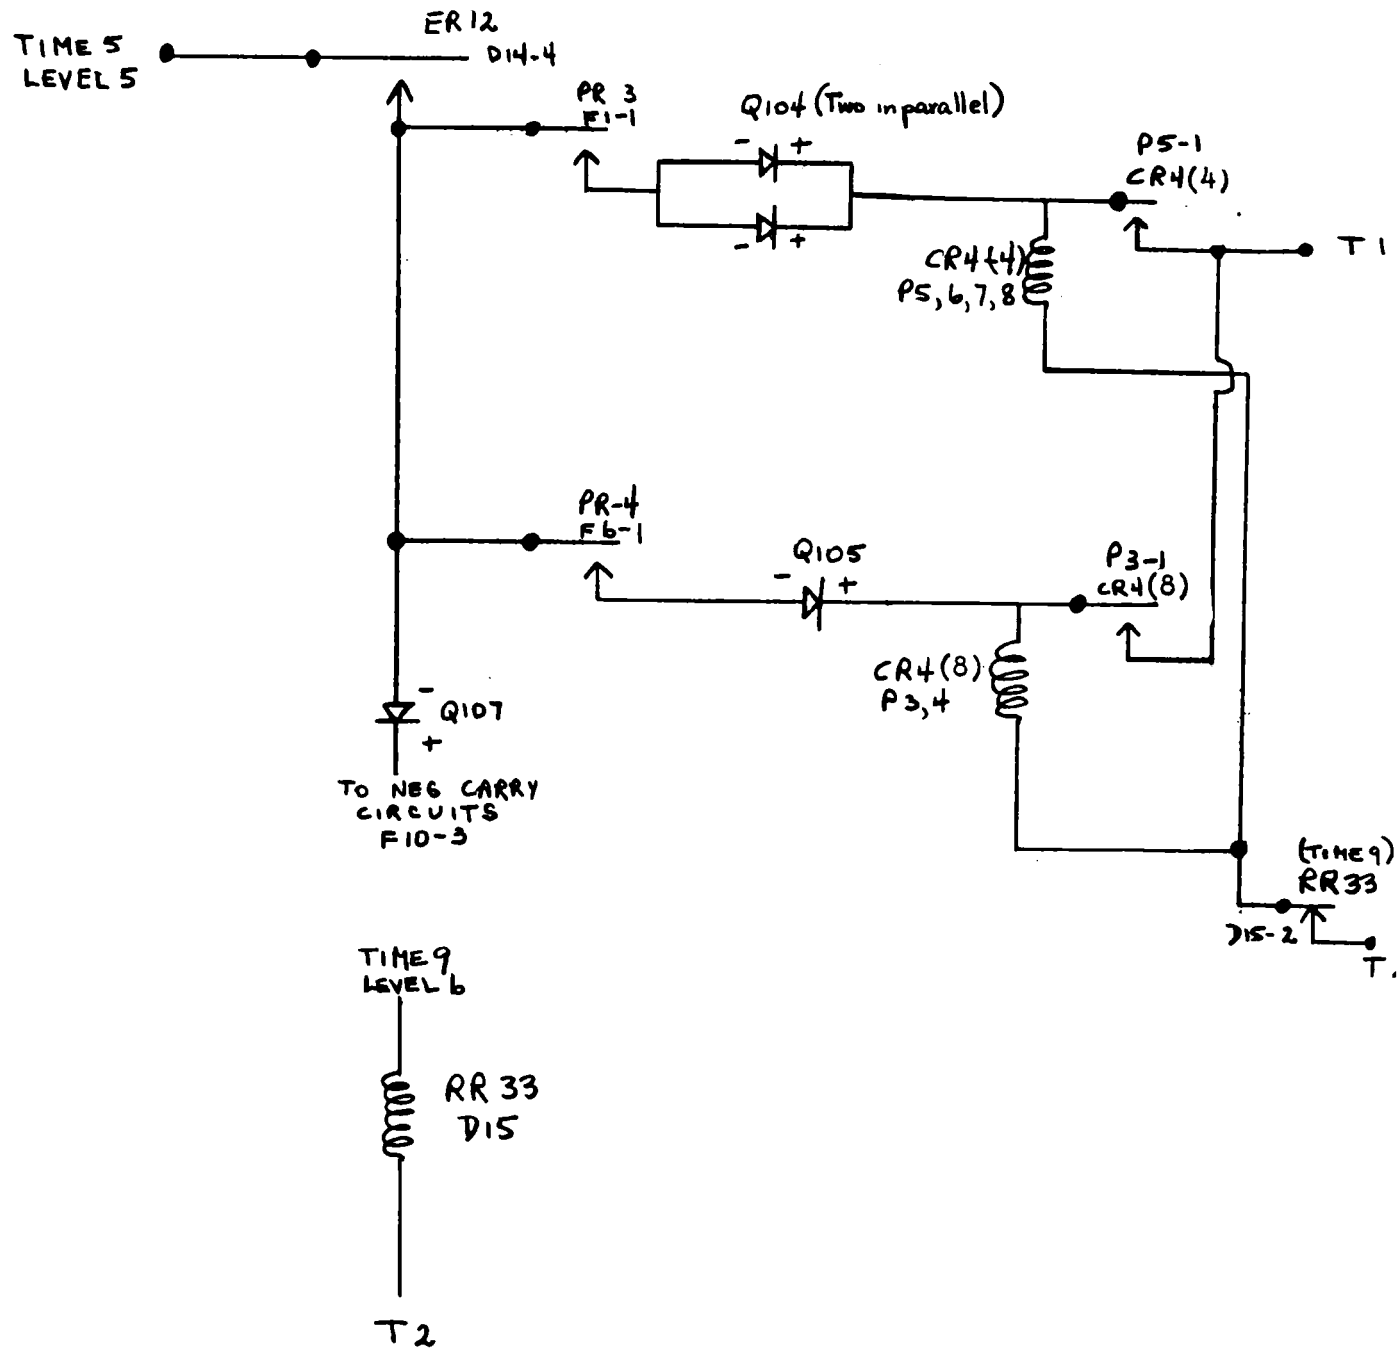 ER12
TIME 5
LEVEL 5
D14-4
PR 3
F1-1
Q104 (Two in parallel)
- +
- +
P5-1
CR4(4)
T1
CR4(4)
P5, 6, 7, 8
PR-4
F6-1
Q105
- +
P3-1
CR4(8)
CR4(8)
P3, 4
-
Q107
+
TO NEG CARRY
CIRCUITS
F10-3
(TIME 9)
RR 33
D15-2
T.
TIME 9
LEVEL 6
RR 33
D15
T2